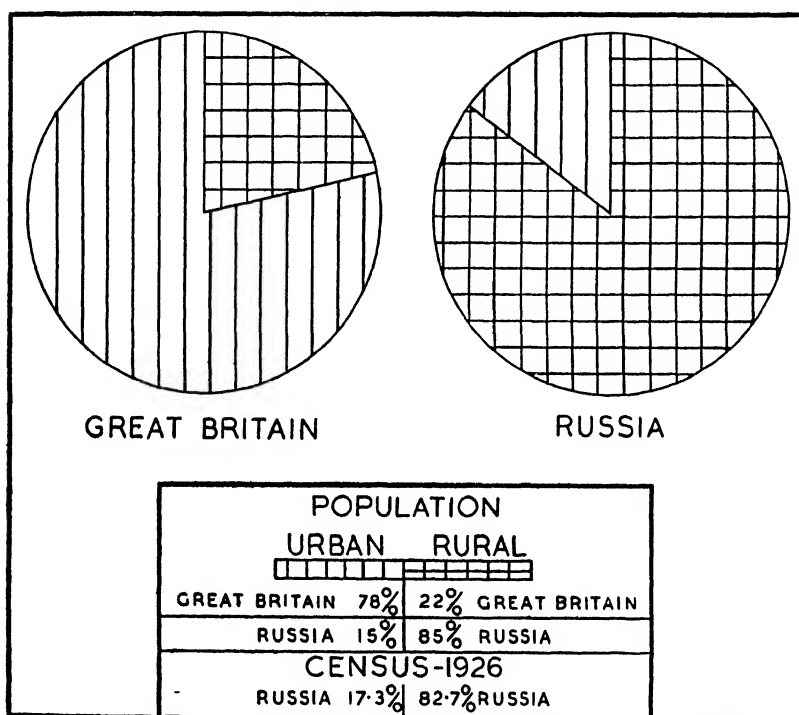 GREAT BRITAIN RUSSIA
POPULATION
URBAN RURAL
GREAT BRITAIN 78% 22% GREAT BRITAIN
RUSSIA 15% 85% RUSSIA
CENSUS-1926
RUSSIA 17·3% 82·7% RUSSIA